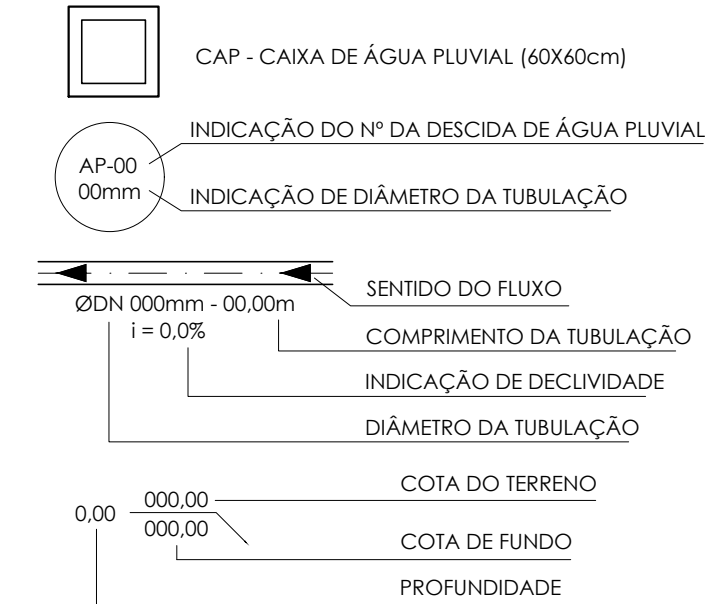 CAP - CAIXA DE ÁGUA PLUVIAL (60X60cm)
INDICAÇÃO DO Nº DA DESCIDA DE ÁGUA PLUVIAL
AP-00
00mm
INDICAÇÃO DE DIÂMETRO DA TUBULAÇÃO
SENTIDO DO FLUXO
ØDN 000mm - 00,00m
i = 0,0%
COMPRIMENTO DA TUBULAÇÃO
INDICAÇÃO DE DECLIVIDADE
DIÂMETRO DA TUBULAÇÃO
COTA DO TERRENO
000,00
0,00
000,00
COTA DE FUNDO
PROFUNDIDADE